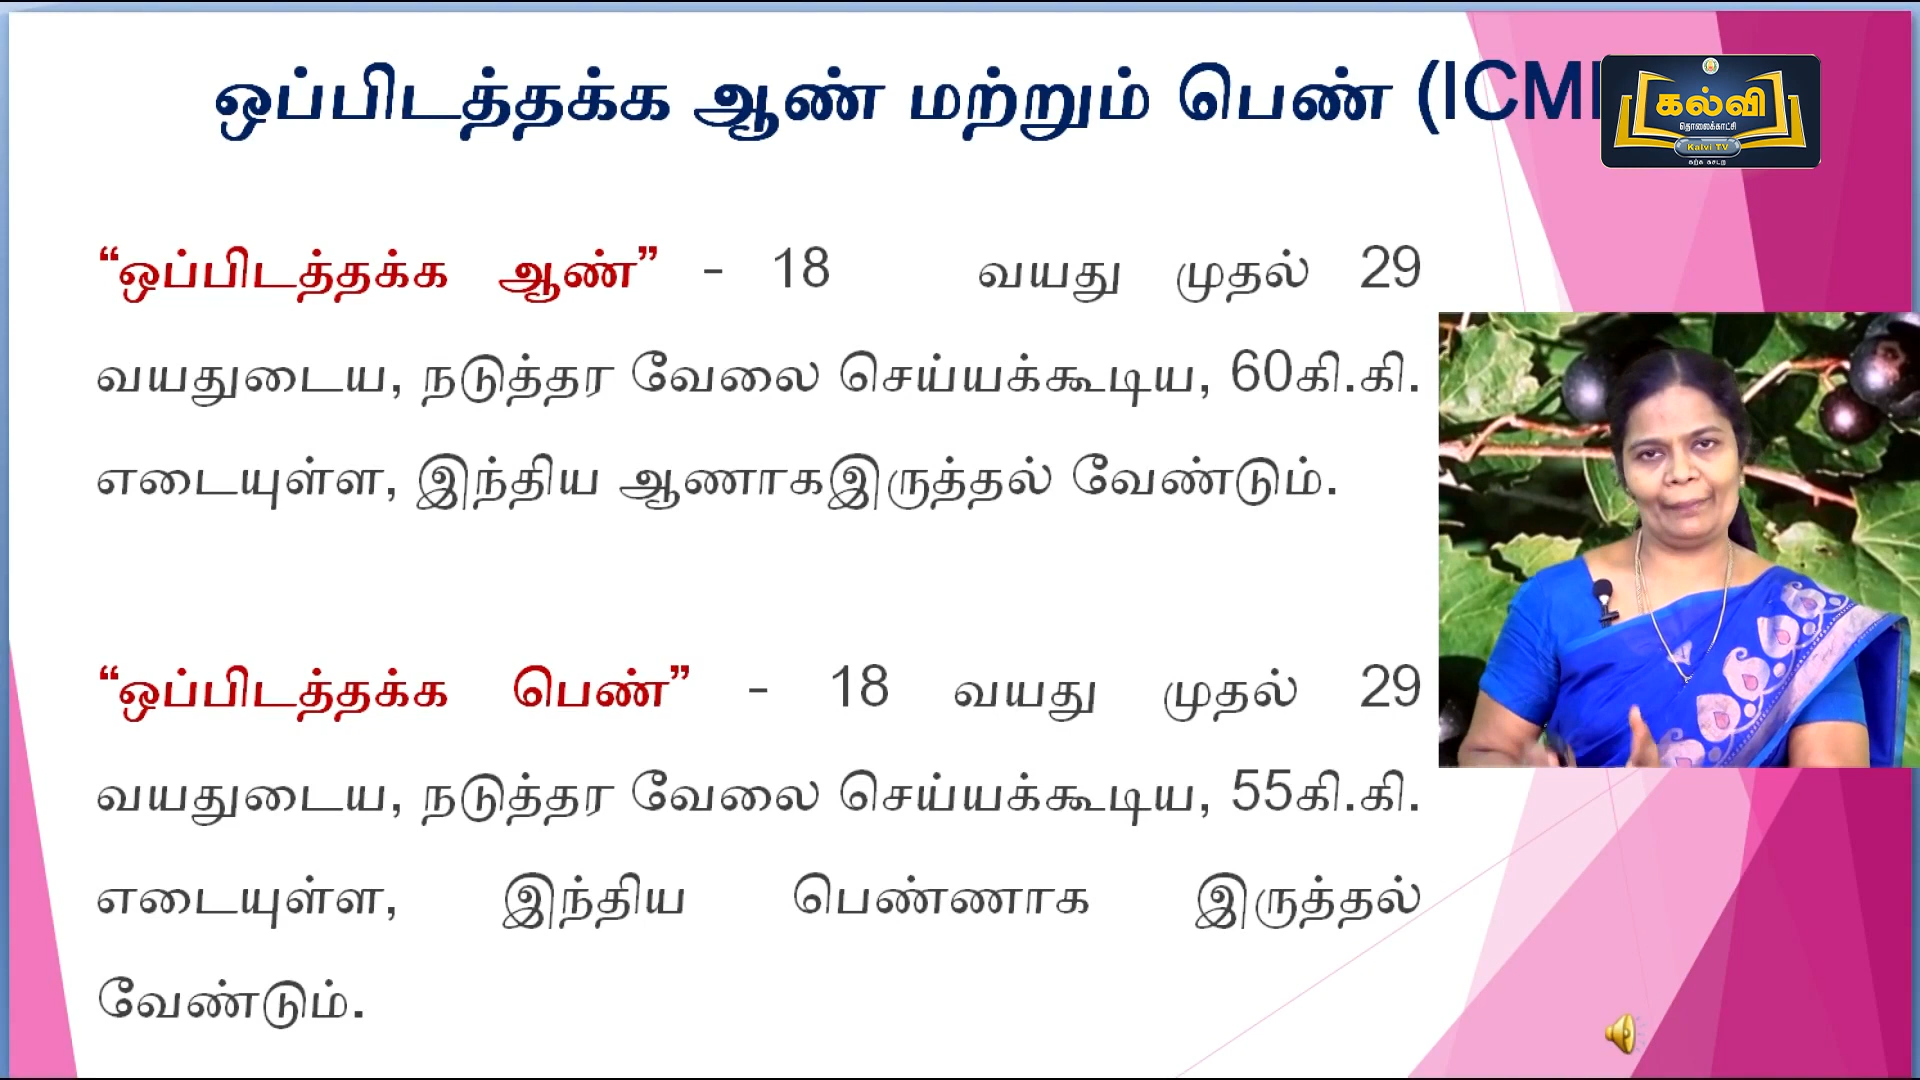 ஒப்பிடத்தக்க ஆண் மற்றும் பெண் (ICM
கல்வி
தொலைக்காட்சி
Kalvi TV
கற்க கசடற
“ஒப்பிடத்தக்க ஆண்” - 18 வயது முதல் 29
வயதுடைய, நடுத்தர வேலை செய்யக்கூடிய, 60கி.கி.
எடையுள்ள, இந்திய ஆணாகஇருத்தல் வேண்டும்.
“ஒப்பிடத்தக்க பெண்” - 18 வயது முதல் 29
வயதுடைய, நடுத்தர வேலை செய்யக்கூடிய, 55கி.கி.
எடையுள்ள, இந்திய பெண்ணாக இருத்தல்
வேண்டும்.